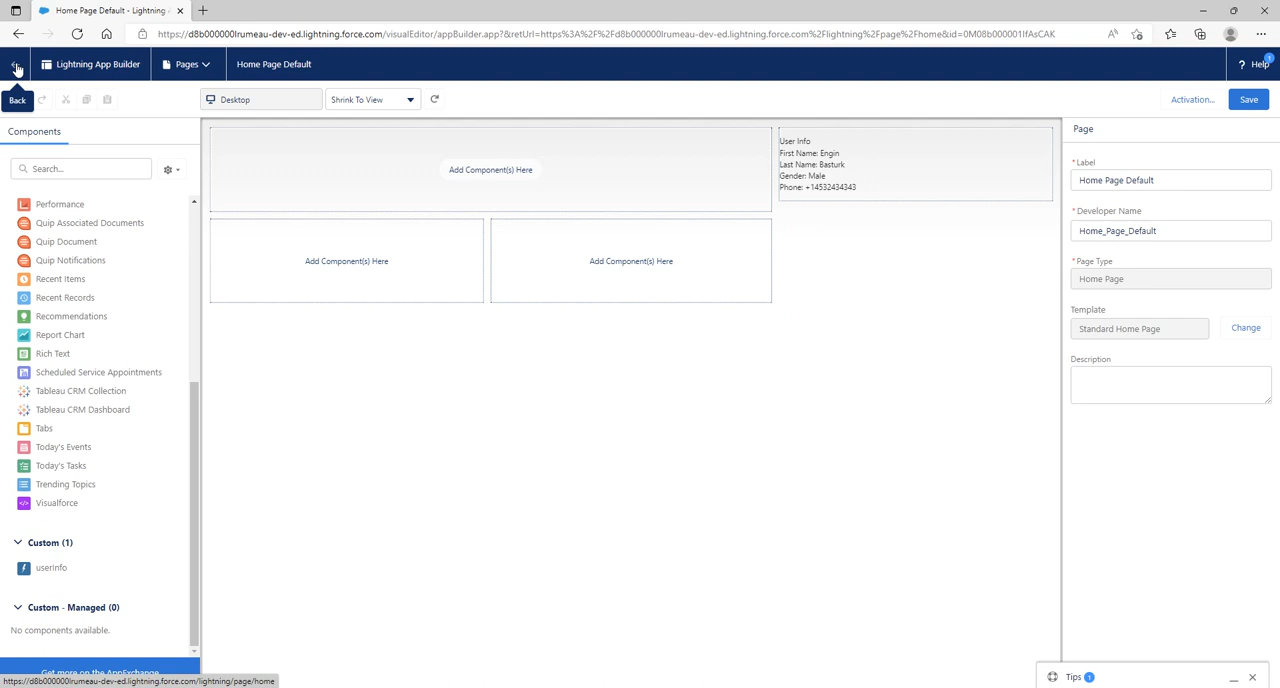 Home Page Default - Lightning A
https://d8b000000lrumeau-dev-ed.lightning.force.com/visualEditor/appBuilder.app?&retUrl=https%3A%2F%2Fd8b000000lrumeau-dev-ed.lightning.force.com%2Flightning%2Fpage%2Fhome&id=0M08b000001IfAsCAK
Lightning App Builder
Pages
Home Page Default
? Help
1
Back
Desktop
Shrink To View
Activation...
Save
Components
Search...
Performance
Quip Associated Documents
Quip Document
Quip Notifications
Recent Items
Recent Records
Recommendations
Report Chart
Rich Text
Scheduled Service Appointments
Tableau CRM Collection
Tableau CRM Dashboard
Tabs
Today's Events
Today's Tasks
Trending Topics
Visualforce
Custom (1)
userInfo
Custom - Managed (0)
No components available.
Get more on the AppExchange
https://d8b000000lrumeau-dev-ed.lightning.force.com/lightning/page/home
Add Component(s) Here
Add Component(s) Here
Add Component(s) Here
User Info
First Name: Engin
Last Name: Basturk
Gender: Male
Phone: +14532434343
Page
*Label
Home Page Default
*Developer Name
Home_Page_Default
*Page Type
Home Page
Template
Standard Home Page
Change
Description
Tips 1